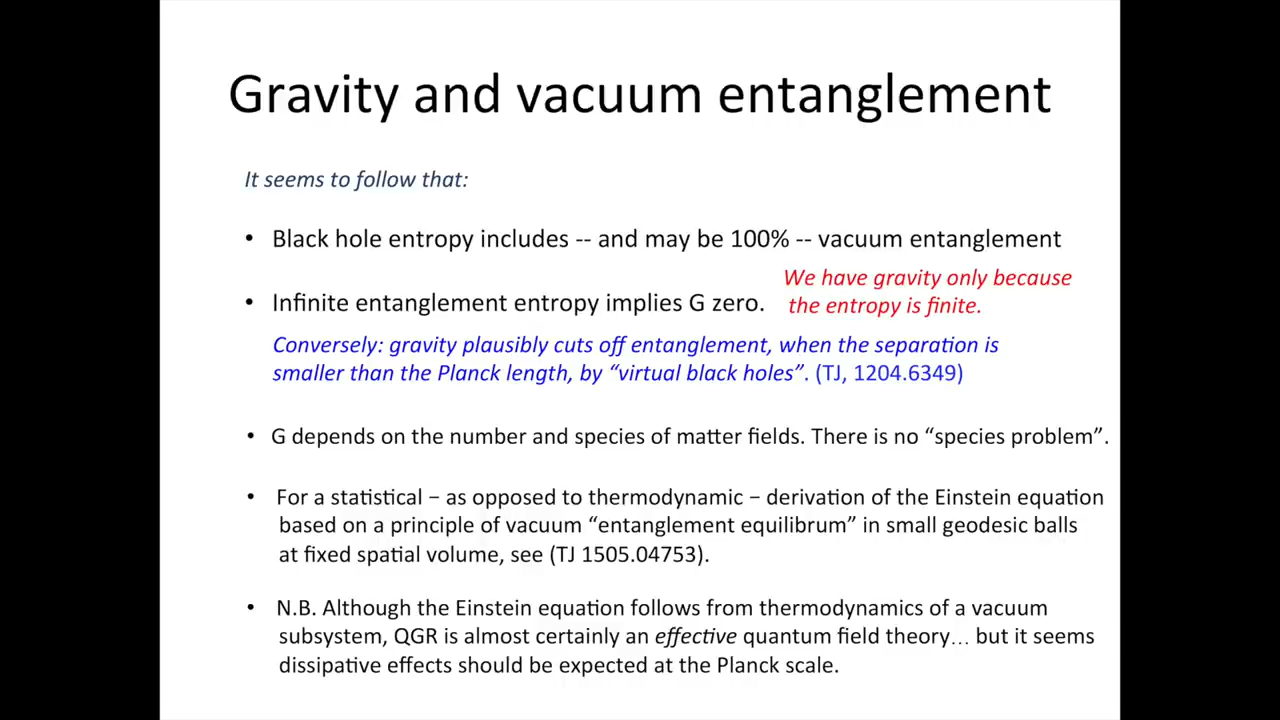 Gravity and vacuum entanglement
It seems to follow that:
• Black hole entropy includes -- and may be 100% -- vacuum entanglement
• Infinite entanglement entropy implies G zero.
We have gravity only because
the entropy is finite.
Conversely: gravity plausibly cuts off entanglement, when the separation is
smaller than the Planck length, by “virtual black holes”. (TJ, 1204.6349)
• G depends on the number and species of matter fields. There is no “species problem”.
• For a statistical − as opposed to thermodynamic − derivation of the Einstein equation
based on a principle of vacuum “entanglement equilibrum” in small geodesic balls
at fixed spatial volume, see (TJ 1505.04753).
• N.B. Although the Einstein equation follows from thermodynamics of a vacuum
subsystem, QGR is almost certainly an effective quantum field theory… but it seems
dissipative effects should be expected at the Planck scale.